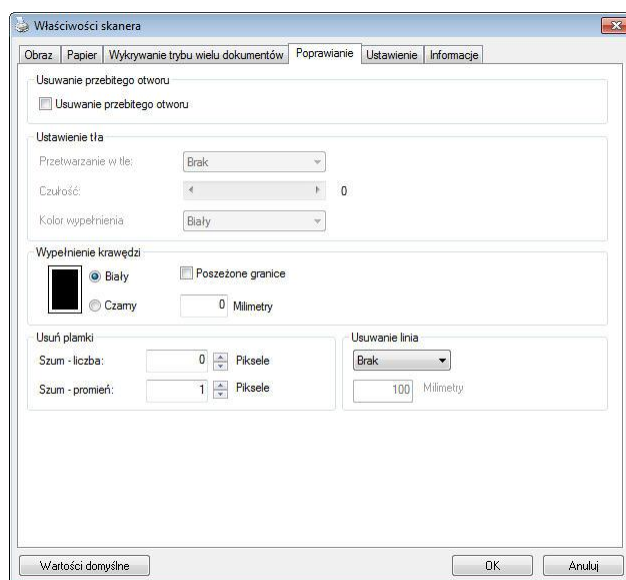 Właściwości skanera
Obraz Papier Wykrywanie trybu wielu dokumentów Poprawianie Ustawienie Informacje
Usuwanie przebitego otworu
Usuwanie przebitego otworu
Ustawienie tła
Przetwarzanie w tle: Brak
Czułość: 0
Kolor wypełnienia Biały
Wypełnienie krawędzi
Biały Poszeżone granice
Czarny 0 Milimetry
Usuń plamki Usuwanie linia
Szum - liczba: 0 Piksele Brak
Szum - promień: 1 Piksele 100 Milimetry
Wartości domyślne OK Anuluj